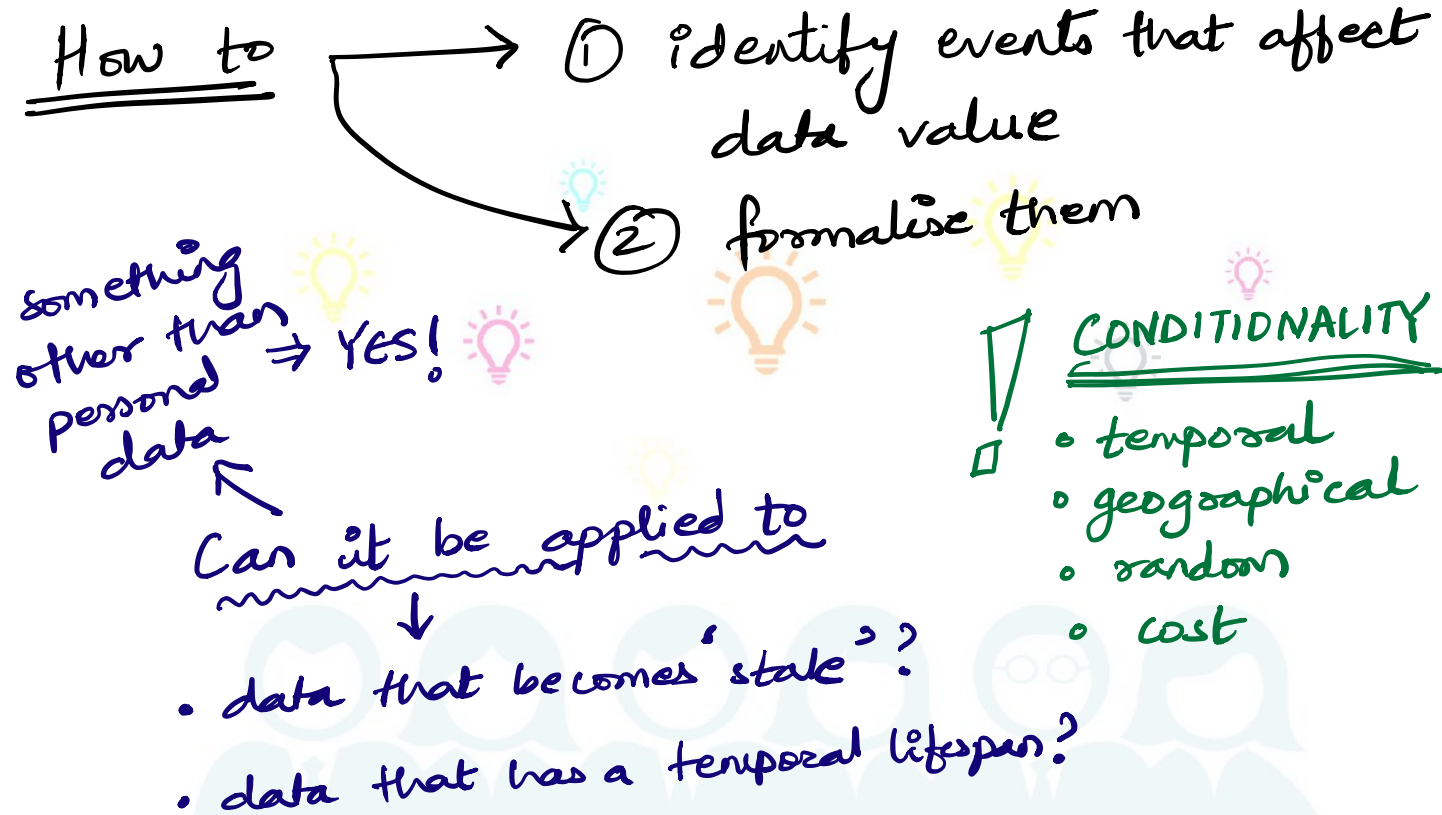 How to
① identify events that affect
data value
② formalise them
something
other than
personal
data
⇒ YES!
Can it be applied to
• data that becomes 'stale'?
• data that has a temporal lifespan?
! CONDITIONALITY
• temporal
• geographical
• random
• cost